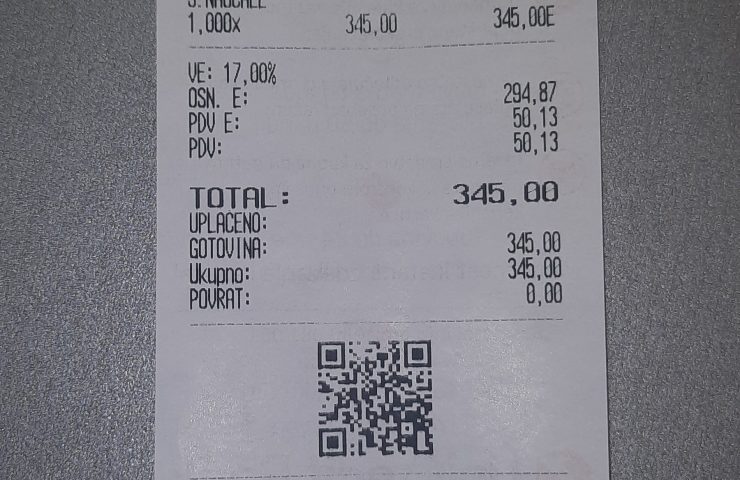 1,000x 345,00 345,00E
VE: 17,00%
OSN. E: 294,87
PDV E: 50,13
PDV: 50,13
TOTAL: 345,00
UPLAĆENO:
GOTOVINA: 345,00
Ukupno: 345,00
POVRAT: 0,00